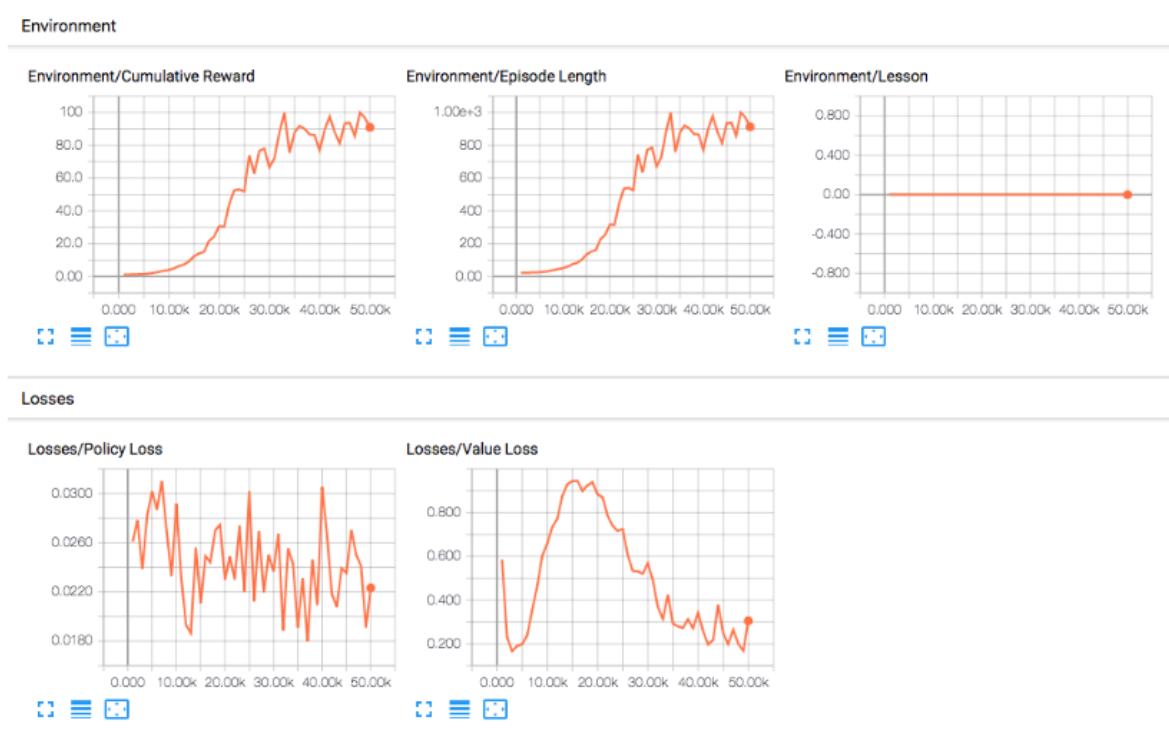 Environment
Environment/Cumulative Reward
100
80.0
60.0
40.0
20.0
0.00
0.000 10.00k 20.00k 30.00k 40.00k 50.00k
Environment/Episode Length
1.00e+3
800
600
400
200
0.00
0.000 10.00k 20.00k 30.00k 40.00k 50.00k
Environment/Lesson
0.800
0.400
0.00
-0.400
-0.800
0.000 10.00k 20.00k 30.00k 40.00k 50.00k
Losses
Losses/Policy Loss
0.0300
0.0260
0.0220
0.0180
0.000 10.00k 20.00k 30.00k 40.00k 50.00k
Losses/Value Loss
0.800
0.600
0.400
0.200
0.000 10.00k 20.00k 30.00k 40.00k 50.00k